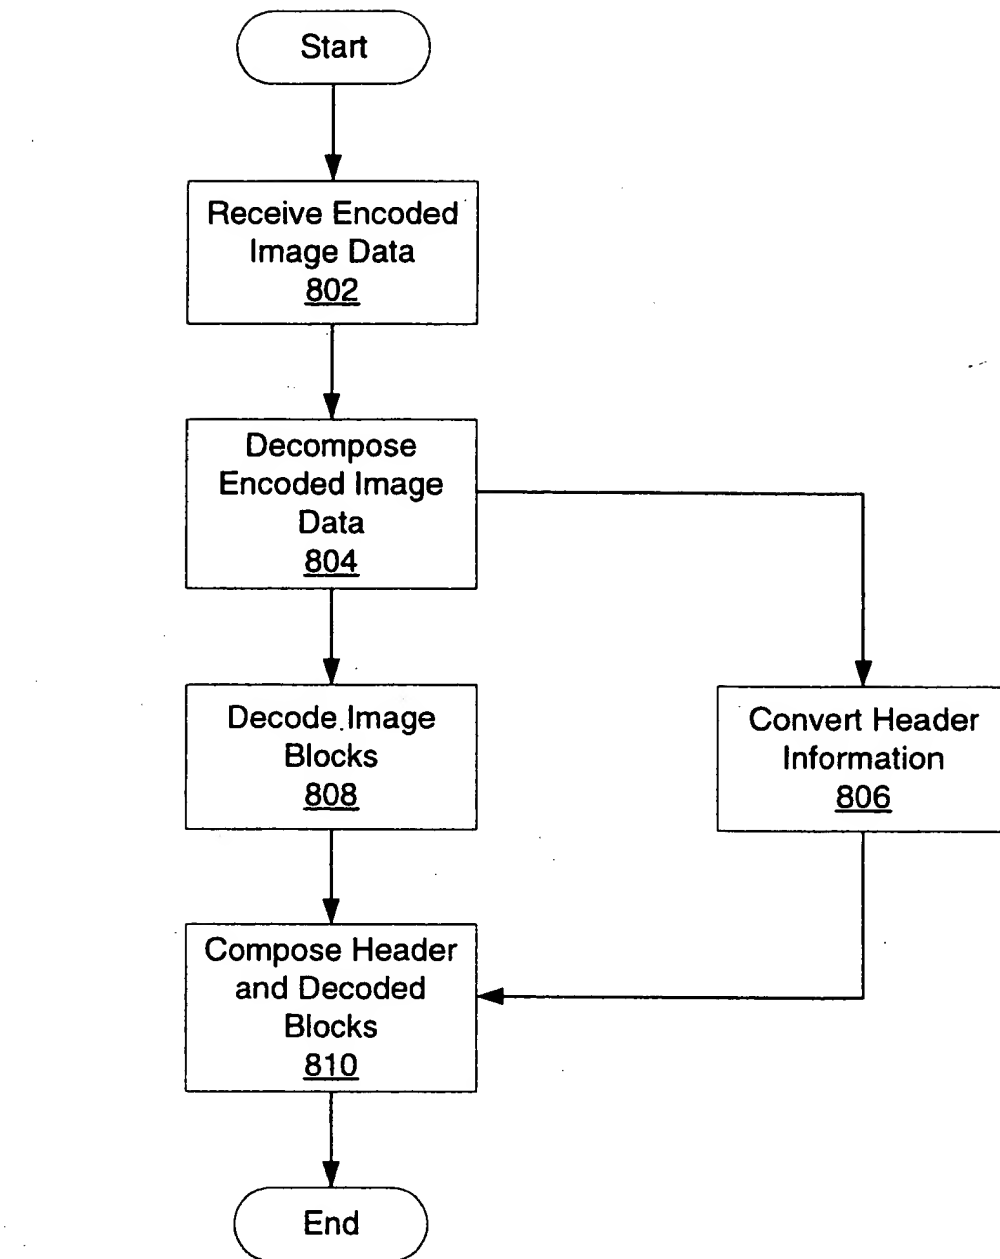 Start
Receive Encoded
Image Data
802
Decompose
Encoded Image
Data
804
Decode Image
Blocks
808
Convert Header
Information
806
Compose Header
and Decoded
Blocks
810
End